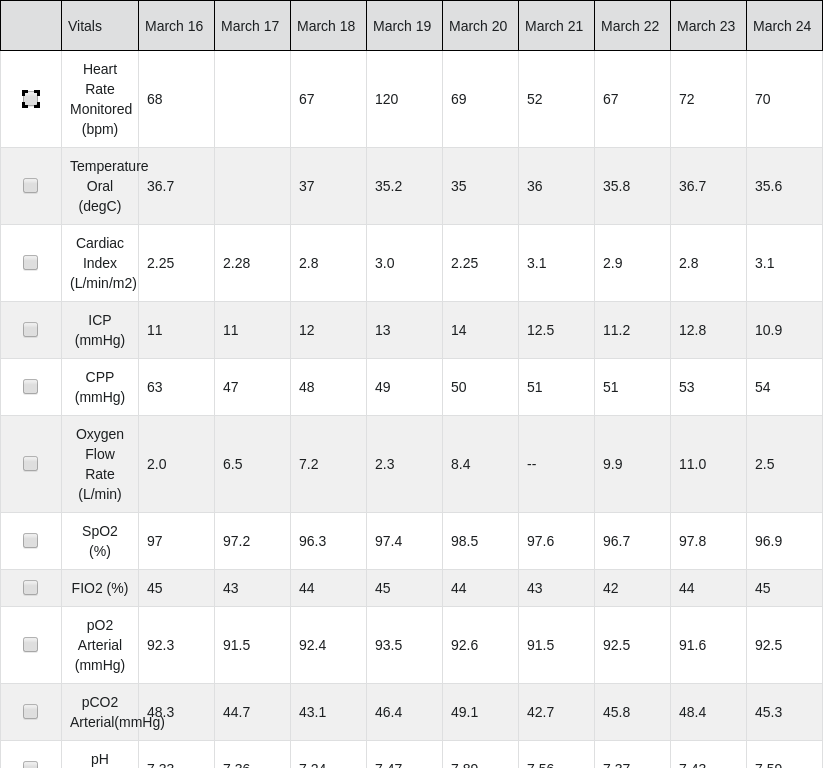 Vitals March 16 March 17 March 18 March 19 March 20 March 21 March 22 March 23 March 24
Heart
Rate
Monitored
(bpm)
68 67 120 69 52 67 72 70
Temperature
Oral
(degC)
36.7 37 35.2 35 36 35.8 36.7 35.6
Cardiac
Index
(L/min/m2)
2.25 2.28 2.8 3.0 2.25 3.1 2.9 2.8 3.1
ICP
(mmHg)
11 11 12 13 14 12.5 11.2 12.8 10.9
CPP
(mmHg)
63 47 48 49 50 51 51 53 54
Oxygen
Flow
Rate
(L/min)
2.0 6.5 7.2 2.3 8.4 -- 9.9 11.0 2.5
SpO2
(%)
97 97.2 96.3 97.4 98.5 97.6 96.7 97.8 96.9
FIO2 (%) 45 43 44 45 44 43 42 44 45
pO2
Arterial
(mmHg)
92.3 91.5 92.4 93.5 92.6 91.5 92.5 91.6 92.5
pCO2
Arterial(mmHg)
48.3 44.7 43.1 46.4 49.1 42.7 45.8 48.4 45.3
pH